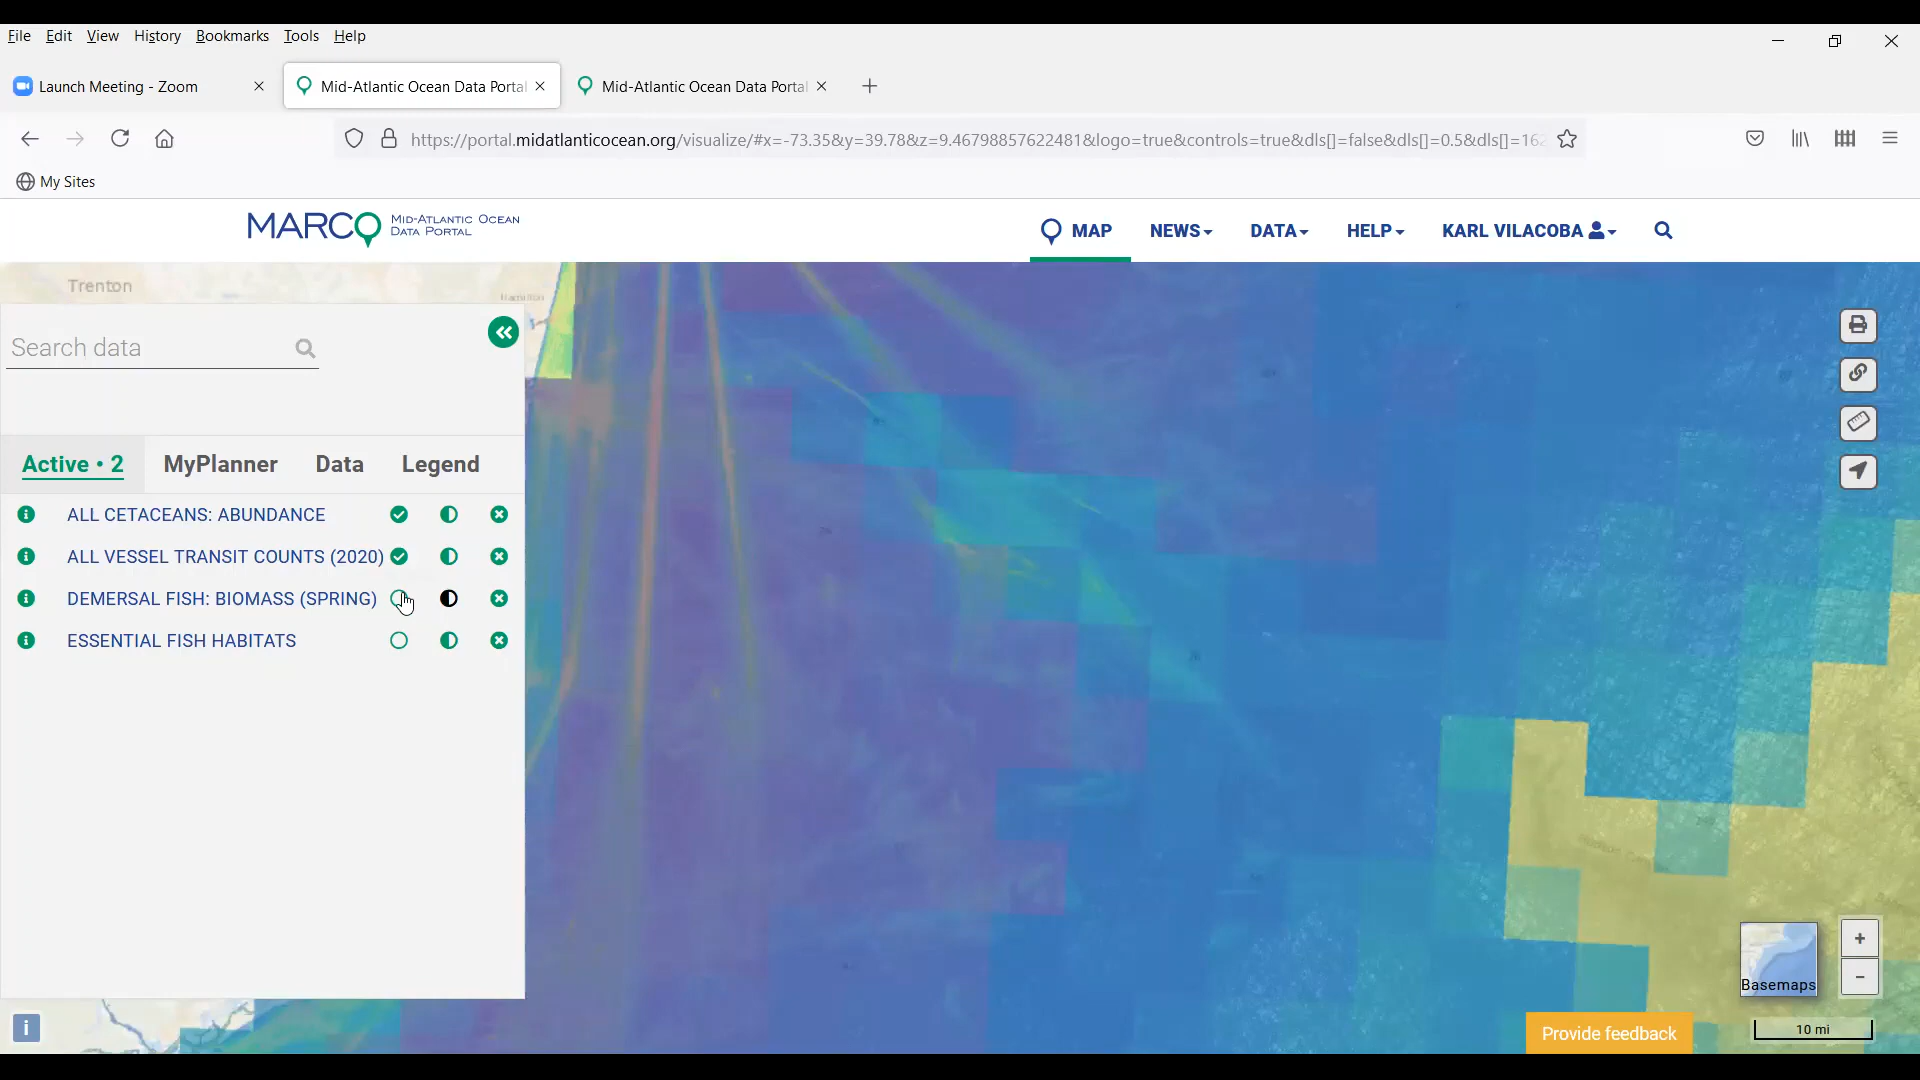 File Edit View History Bookmarks Tools Help
Launch Meeting - Zoom
Mid-Atlantic Ocean Data Portal
Mid-Atlantic Ocean Data Portal
https://portal.midatlanticocean.org/visualize/#x=-73.35&y=39.78&z=9.46798857622481&logo=true&controls=true&dls[]=false&dls[]=0.5&dls[]=162
My Sites
MARCO MID-ATLANTIC OCEAN
DATA PORTAL
MAP NEWS DATA HELP KARL VILACOBA
Trenton
Search data
Active • 2 MyPlanner Data Legend
ALL CETACEANS: ABUNDANCE
ALL VESSEL TRANSIT COUNTS (2020)
DEMERSAL FISH: BIOMASS (SPRING)
ESSENTIAL FISH HABITATS
Basemaps
+
-
i
Provide feedback
10 mi